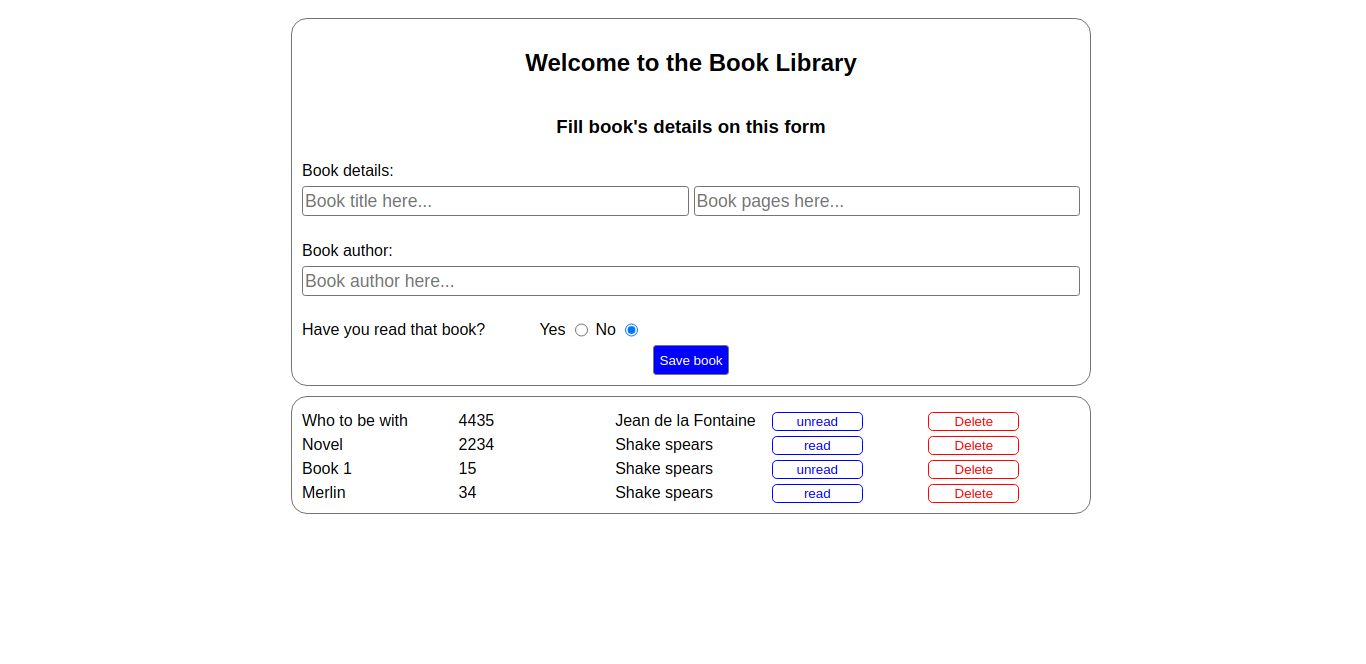 Welcome to the Book Library
Fill book's details on this form
Book details:
Book title here... Book pages here...
Book author:
Book author here...
Have you read that book? Yes No
Save book
Who to be with 4435 Jean de la Fontaine unread Delete
Novel 2234 Shake spears read Delete
Book 1 15 Shake spears unread Delete
Merlin 34 Shake spears read Delete